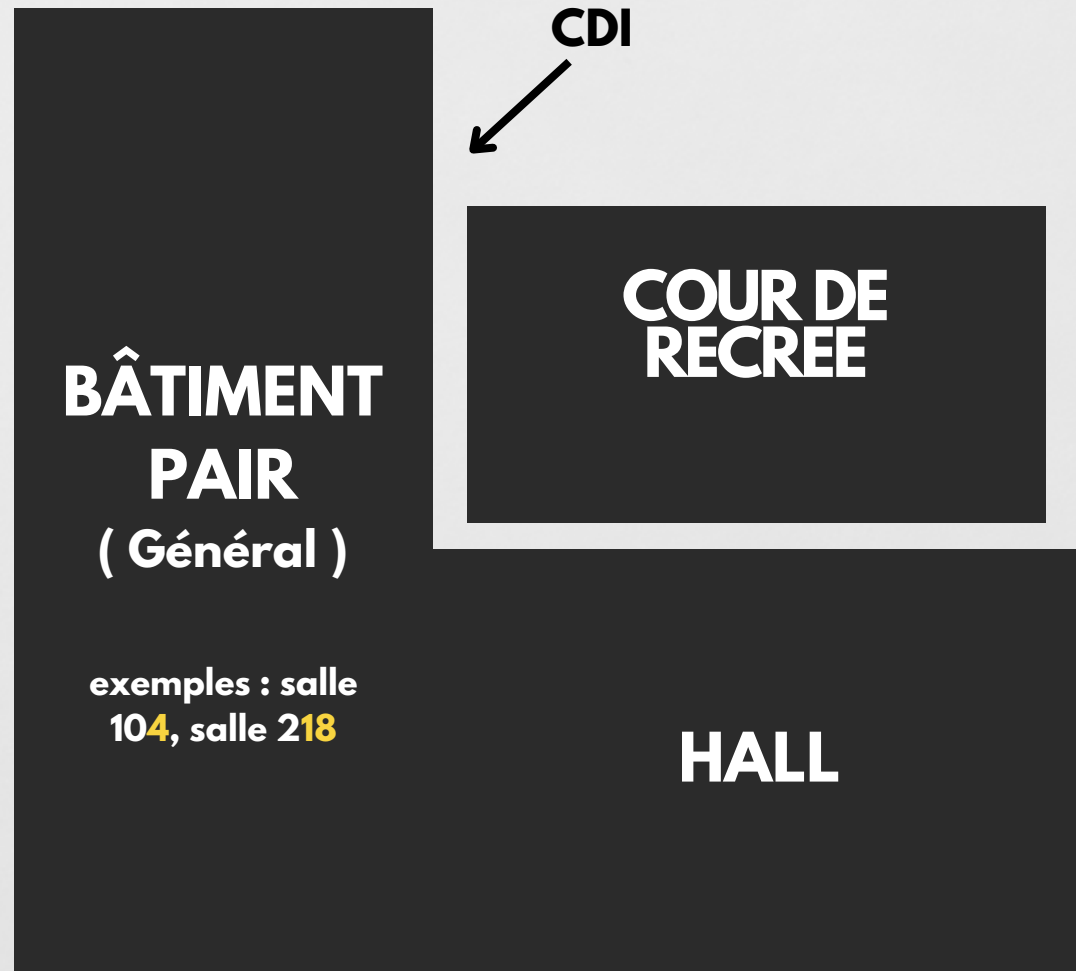 CDI
COUR DE
RECREE
BÂTIMENT
PAIR
( Général )
exemples : salle
104, salle 218
HALL